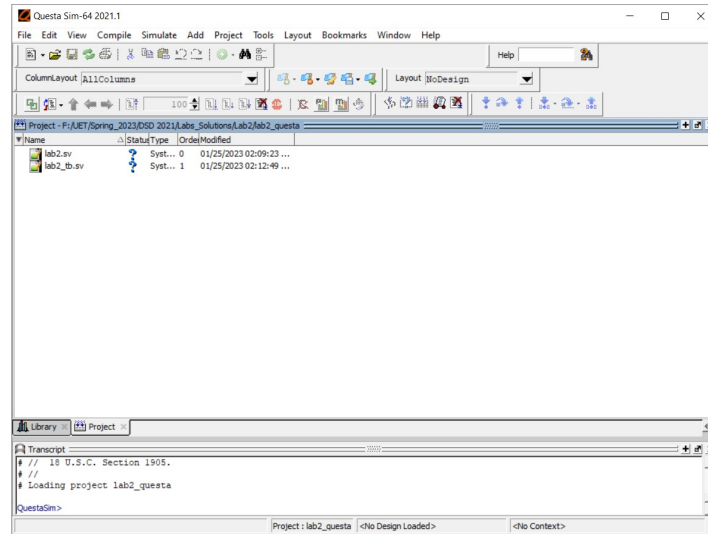 Questa Sim-64 2021.1
File Edit View Compile Simulate Add Project Tools Layout Bookmarks Window Help
Help
ColumnLayout AllColumns
Layout NoDesign
100
Project - F:/UET/Spring_2023/DSD 2021/Labs_Solutions/Lab2/lab2_questa
Name Status Type Order Modified
lab2.sv Syst... 0 01/25/2023 02:09:23 ...
lab2_tb.sv Syst... 1 01/25/2023 02:12:49 ...
Library Project
Transcript
# // 18 U.S.C. Section 1905.
# //
# Loading project lab2_questa
QuestaSim>
Project : lab2_questa <No Design Loaded> <No Context>